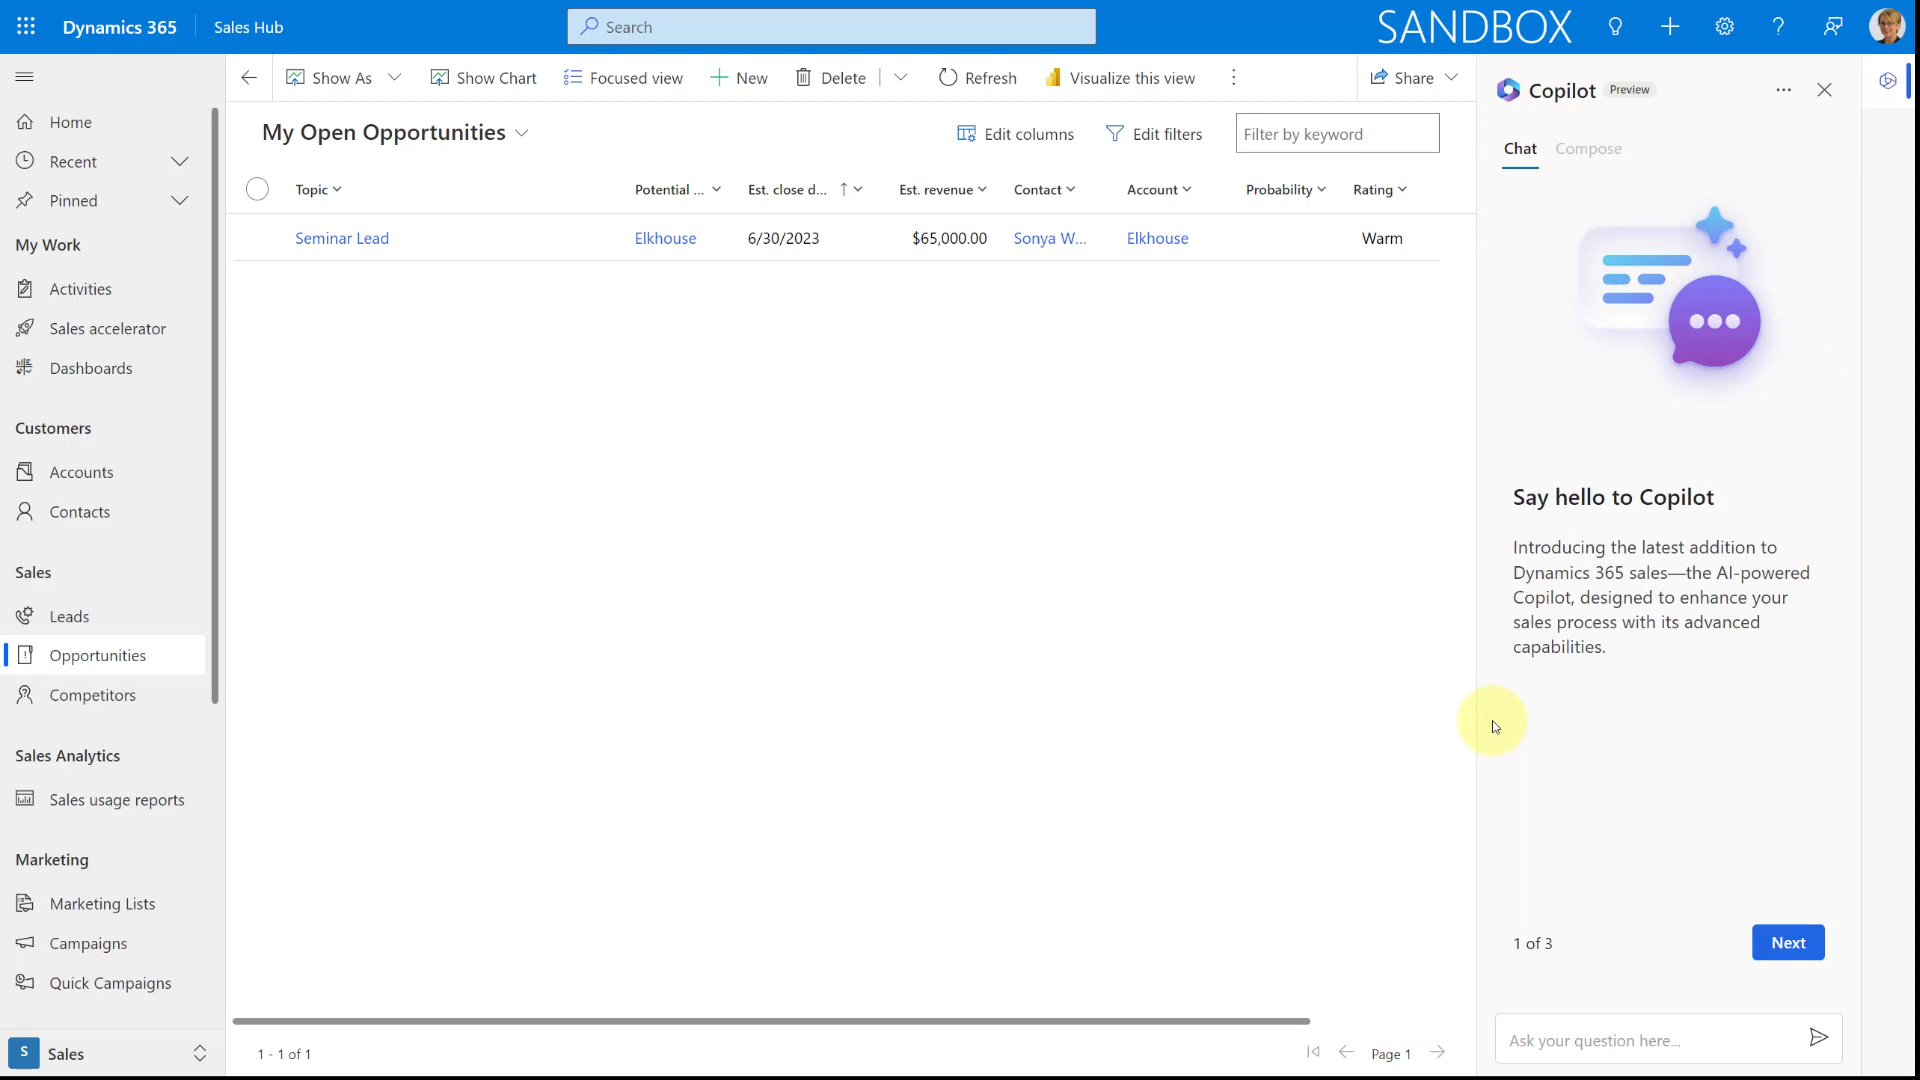 Dynamics 365
Sales Hub
Search
SANDBOX
Show As
Show Chart
Focused view
New
Delete
Refresh
Visualize this view
Share
Home
Recent
Pinned
My Work
Activities
Sales accelerator
Dashboards
Customers
Accounts
Contacts
Sales
Leads
Opportunities
Competitors
Sales Analytics
Sales usage reports
Marketing
Marketing Lists
Campaigns
Quick Campaigns
S
Sales
My Open Opportunities
Edit columns
Edit filters
Filter by keyword
Topic
Potential ...
Est. close d...
Est. revenue
Contact
Account
Probability
Rating
Seminar Lead
Elkhouse
6/30/2023
$65,000.00
Sonya W...
Elkhouse
Warm
1 - 1 of 1
Page 1
Copilot
Preview
Chat
Compose
Say hello to Copilot
Introducing the latest addition to
Dynamics 365 sales—the AI-powered
Copilot, designed to enhance your
sales process with its advanced
capabilities.
1 of 3
Next
Ask your question here...